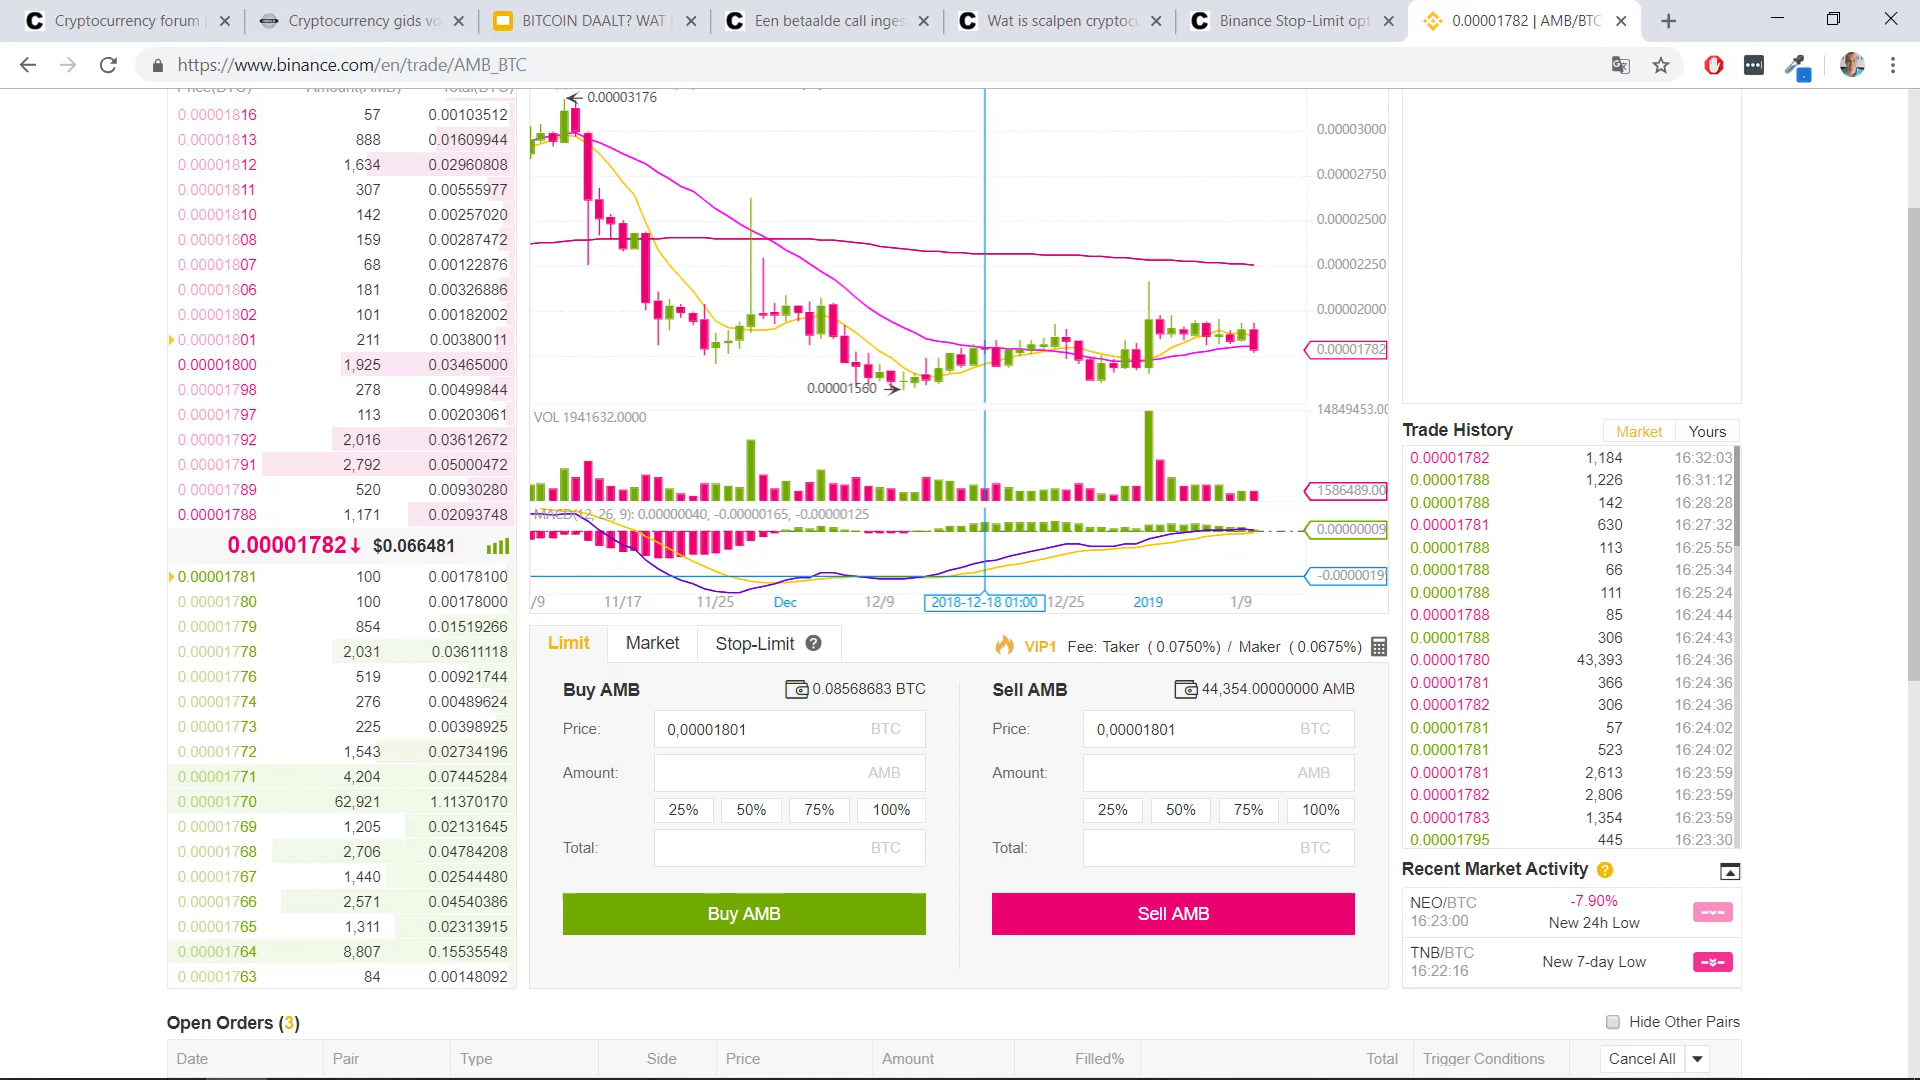 Cryptocurrency forum
Cryptocurrency gids vo
BITCOIN DAALT? WAT
Een betaalde call inges
Wat is scalpen cryptoc
Binance Stop-Limit opt
0.00001782 | AMB/BTC
https://www.binance.com/en/trade/AMB_BTC
Price(BTC) Amount(AMB) Total(BTC)
0.00001816 57 0.00103512
0.00001813 888 0.01609944
0.00001812 1,634 0.02960808
0.00001811 307 0.00555977
0.00001810 142 0.00257020
0.00001808 159 0.00287472
0.00001807 68 0.00122876
0.00001806 181 0.00326886
0.00001802 101 0.00182002
0.00001801 211 0.00380011
0.00001800 1,925 0.03465000
0.00001798 278 0.00499844
0.00001797 113 0.00203061
0.00001792 2,016 0.03612672
0.00001791 2,792 0.05000472
0.00001789 520 0.00930280
0.00001788 1,171 0.02093748
0.00001782↓ $0.066481
0.00001781 100 0.00178100
0.00001780 100 0.00178000
0.00001779 854 0.01519266
0.00001778 2,031 0.03611118
0.00001776 519 0.00921744
0.00001774 276 0.00489624
0.00001773 225 0.00398925
0.00001772 1,543 0.02734196
0.00001771 4,204 0.07445284
0.00001770 62,921 1.11370170
0.00001769 1,205 0.02131645
0.00001768 2,706 0.04784208
0.00001767 1,440 0.02544480
0.00001766 2,571 0.04540386
0.00001765 1,311 0.02313915
0.00001764 8,807 0.15535548
0.00001763 84 0.00148092
0.00003176
0.00001560
0.00003000
0.00002750
0.00002500
0.00002250
0.00002000
0.00001782
VOL 1941632.0000
14849453.00
1586489.00
MACD(12, 26, 9): 0.00000040, -0.00000165, -0.00000125
0.00000009
-0.0000019
/9 11/17 11/25 Dec 12/9 2018-12-18 01:00 12/25 2019 1/9
Limit Market Stop-Limit ?
VIP1 Fee: Taker ( 0.0750%) / Maker ( 0.0675%)
Buy AMB 0.08568683 BTC
Price: 0,00001801 BTC
Amount: AMB
25% 50% 75% 100%
Total: BTC
Buy AMB
Sell AMB 44,354.00000000 AMB
Price: 0,00001801 BTC
Amount: AMB
25% 50% 75% 100%
Total: BTC
Sell AMB
Trade History Market Yours
0.00001782 1,184 16:32:03
0.00001788 1,226 16:31:12
0.00001788 142 16:28:28
0.00001781 630 16:27:32
0.00001788 113 16:25:55
0.00001788 66 16:25:34
0.00001788 111 16:25:24
0.00001788 85 16:24:44
0.00001788 306 16:24:43
0.00001780 43,393 16:24:36
0.00001781 366 16:24:36
0.00001782 306 16:24:36
0.00001781 57 16:24:02
0.00001781 523 16:24:02
0.00001781 2,613 16:23:59
0.00001782 2,806 16:23:59
0.00001783 1,354 16:23:59
0.00001795 445 16:23:30
Recent Market Activity ?
NEO/BTC -7.90%
16:23:00 New 24h Low
TNB/BTC New 7-day Low
16:22:16
Open Orders (3)
Hide Other Pairs
Date Pair Type Side Price Amount Filled% Total Trigger Conditions Cancel All